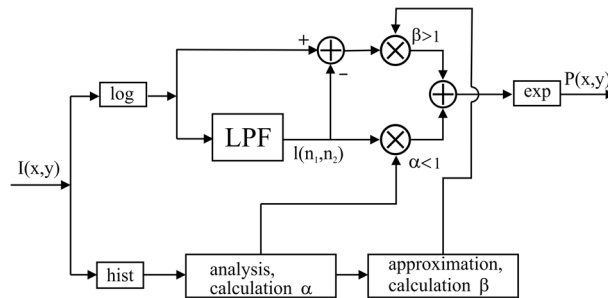 β>1
+
P(x,y)
log
exp
−
LPF
l(n₁,n₂)
α<1
I(x,y)
hist
analysis,
calculation α
approximation,
calculation β